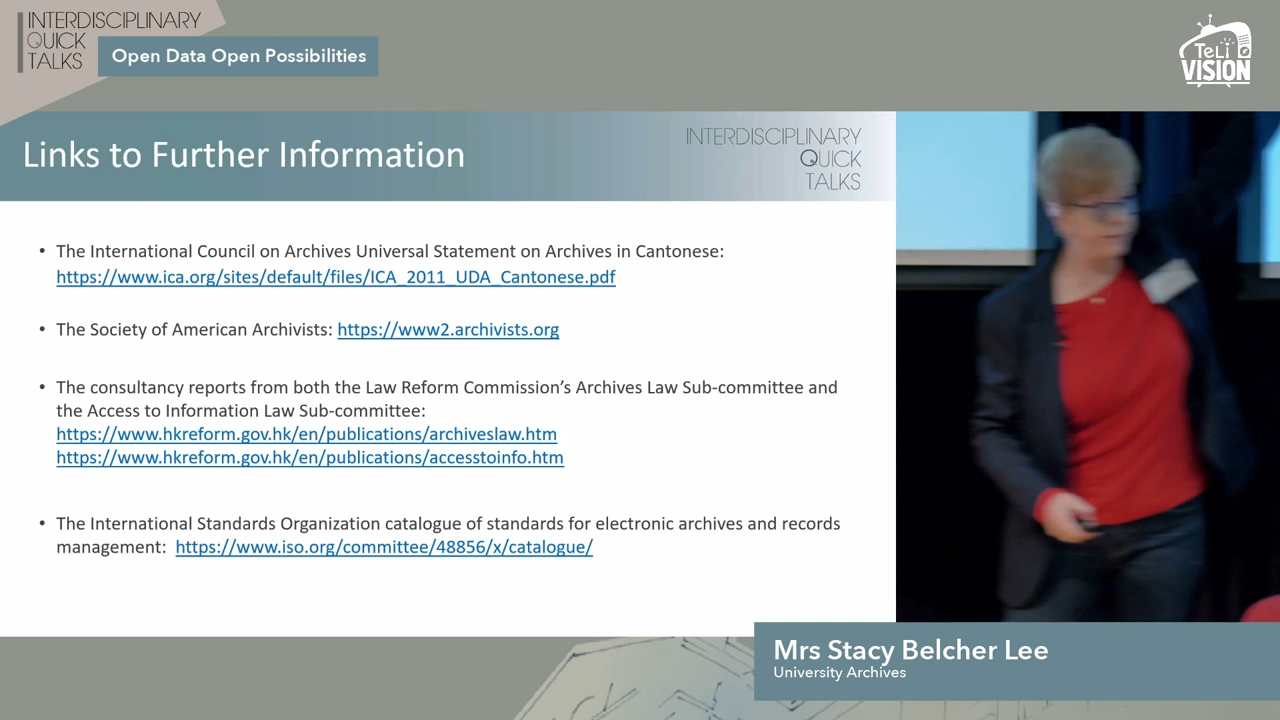 INTERDISCIPLINARY
QUICK
TALKS
Open Data Open Possibilities
TeLi
VISION
Links to Further Information
INTERDISCIPLINARY
QUICK
TALKS
• The International Council on Archives Universal Statement on Archives in Cantonese:
https://www.ica.org/sites/default/files/ICA_2011_UDA_Cantonese.pdf
• The Society of American Archivists: https://www2.archivists.org
• The consultancy reports from both the Law Reform Commission's Archives Law Sub-committee and
the Access to Information Law Sub-committee:
https://www.hkreform.gov.hk/en/publications/archiveslaw.htm
https://www.hkreform.gov.hk/en/publications/accesstoinfo.htm
• The International Standards Organization catalogue of standards for electronic archives and records
management: https://www.iso.org/committee/48856/x/catalogue/
Mrs Stacy Belcher Lee
University Archives